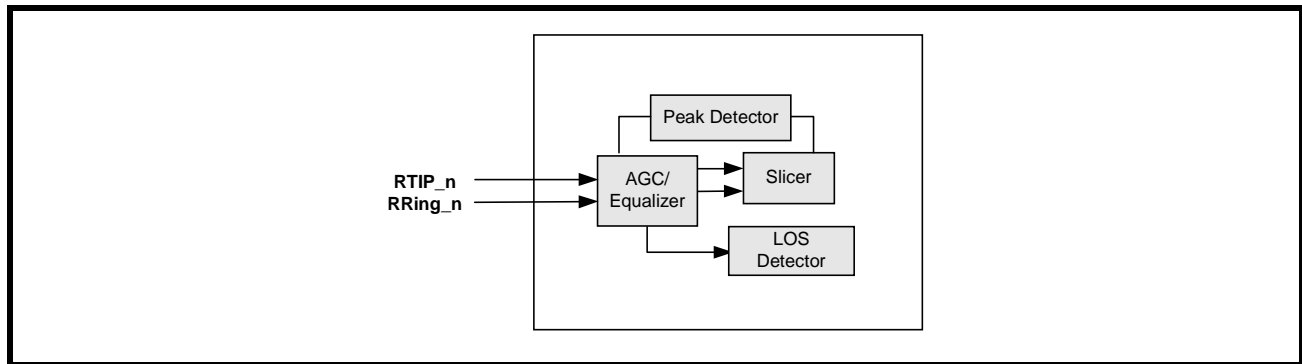 Peak Detector
RTIP_n
RRing_n
AGC/
Equalizer
Slicer
LOS
Detector